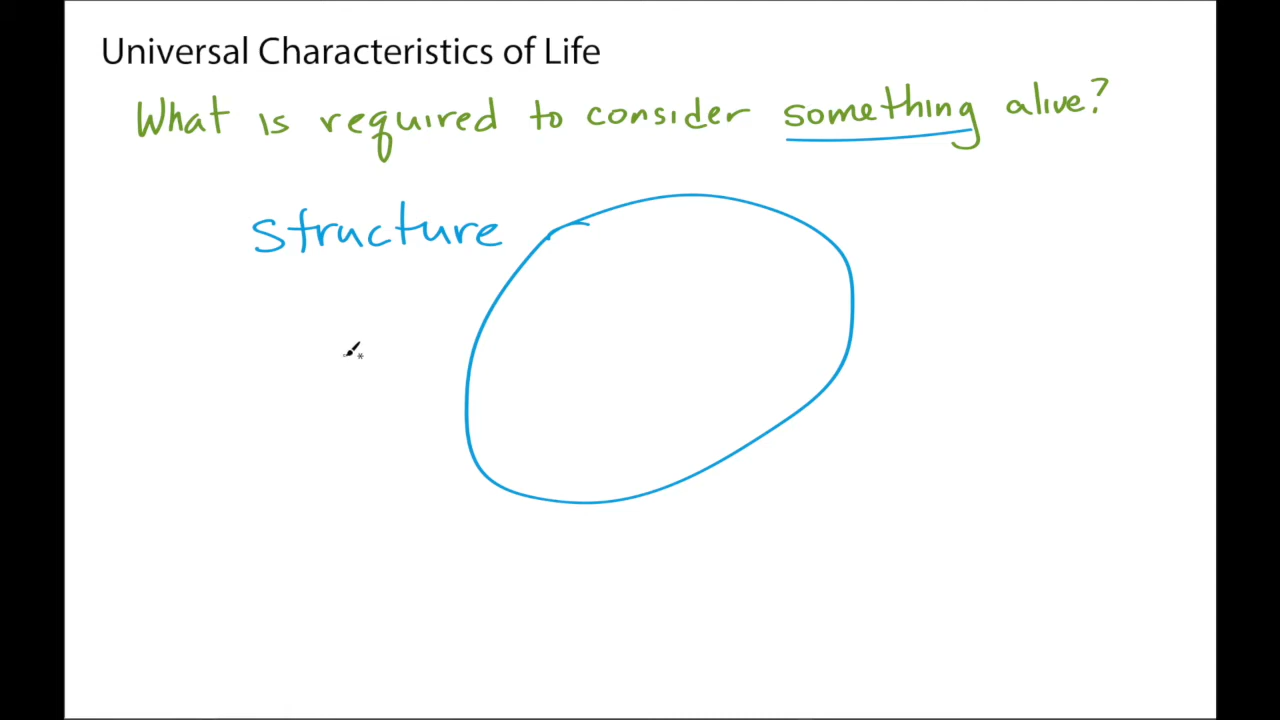 Universal Characteristics of Life
What is required to consider something alive?
structure